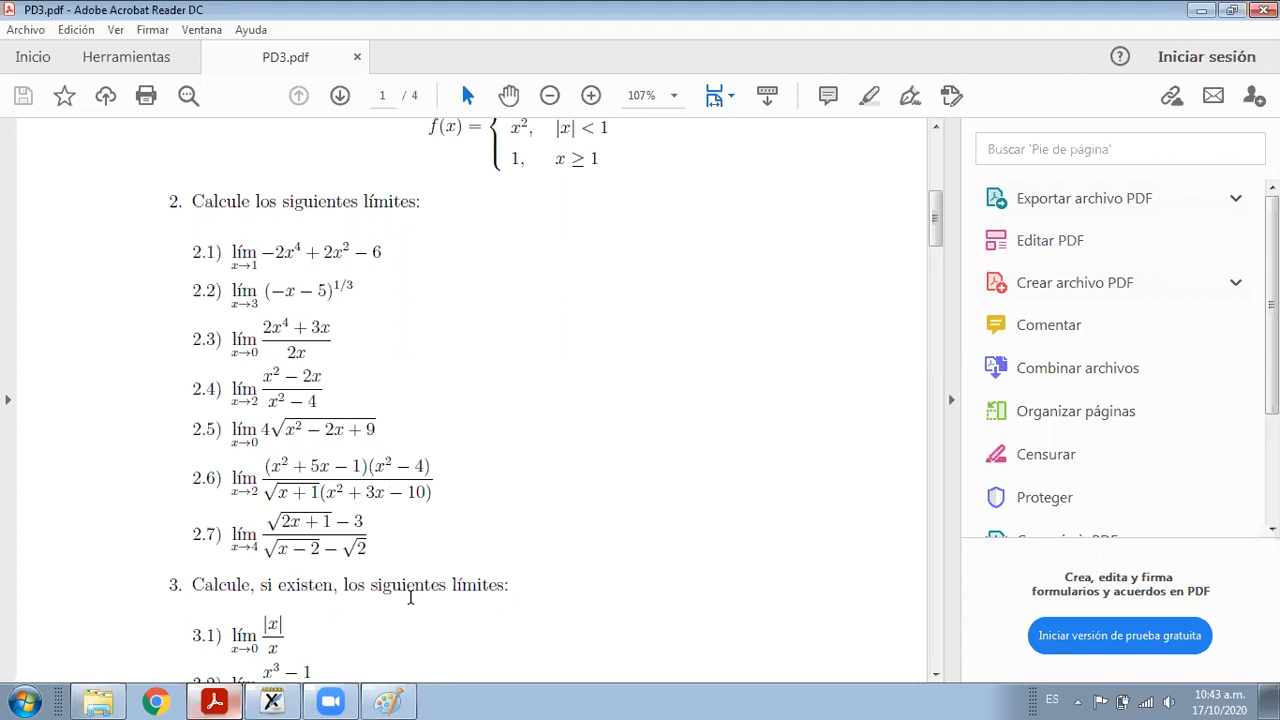 PD3.pdf - Adobe Acrobat Reader DC
Archivo Edición Ver Firmar Ventana Ayuda
Inicio Herramientas PD3.pdf × Iniciar sesión
1 / 4 107%
f(x) = { x², |x| < 1
1, x ≥ 1
2. Calcule los siguientes límites:
2.1) lím x→1 −2x⁴ + 2x² − 6
2.2) lím x→3 (−x − 5)^{1/3}
2.3) lím x→0 (2x⁴ + 3x)/(2x)
2.4) lím x→2 (x² − 2x)/(x² − 4)
2.5) lím x→0 4√(x² − 2x + 9)
2.6) lím x→2 ((x² + 5x − 1)(x² − 4))/(√(x + 1)(x² + 3x − 10))
2.7) lím x→4 (√(2x + 1) − 3)/(√(x − 2) − √2)
3. Calcule, si existen, los siguientes límites:
3.1) lím x→0 |x|/x
x³ − 1
Buscar 'Pie de página'
Exportar archivo PDF
Editar PDF
Crear archivo PDF
Comentar
Combinar archivos
Organizar páginas
Censurar
Proteger
Crea, edita y firma
formularios y acuerdos en PDF
Iniciar versión de prueba gratuita
ES
10:43 a.m.
17/10/2020